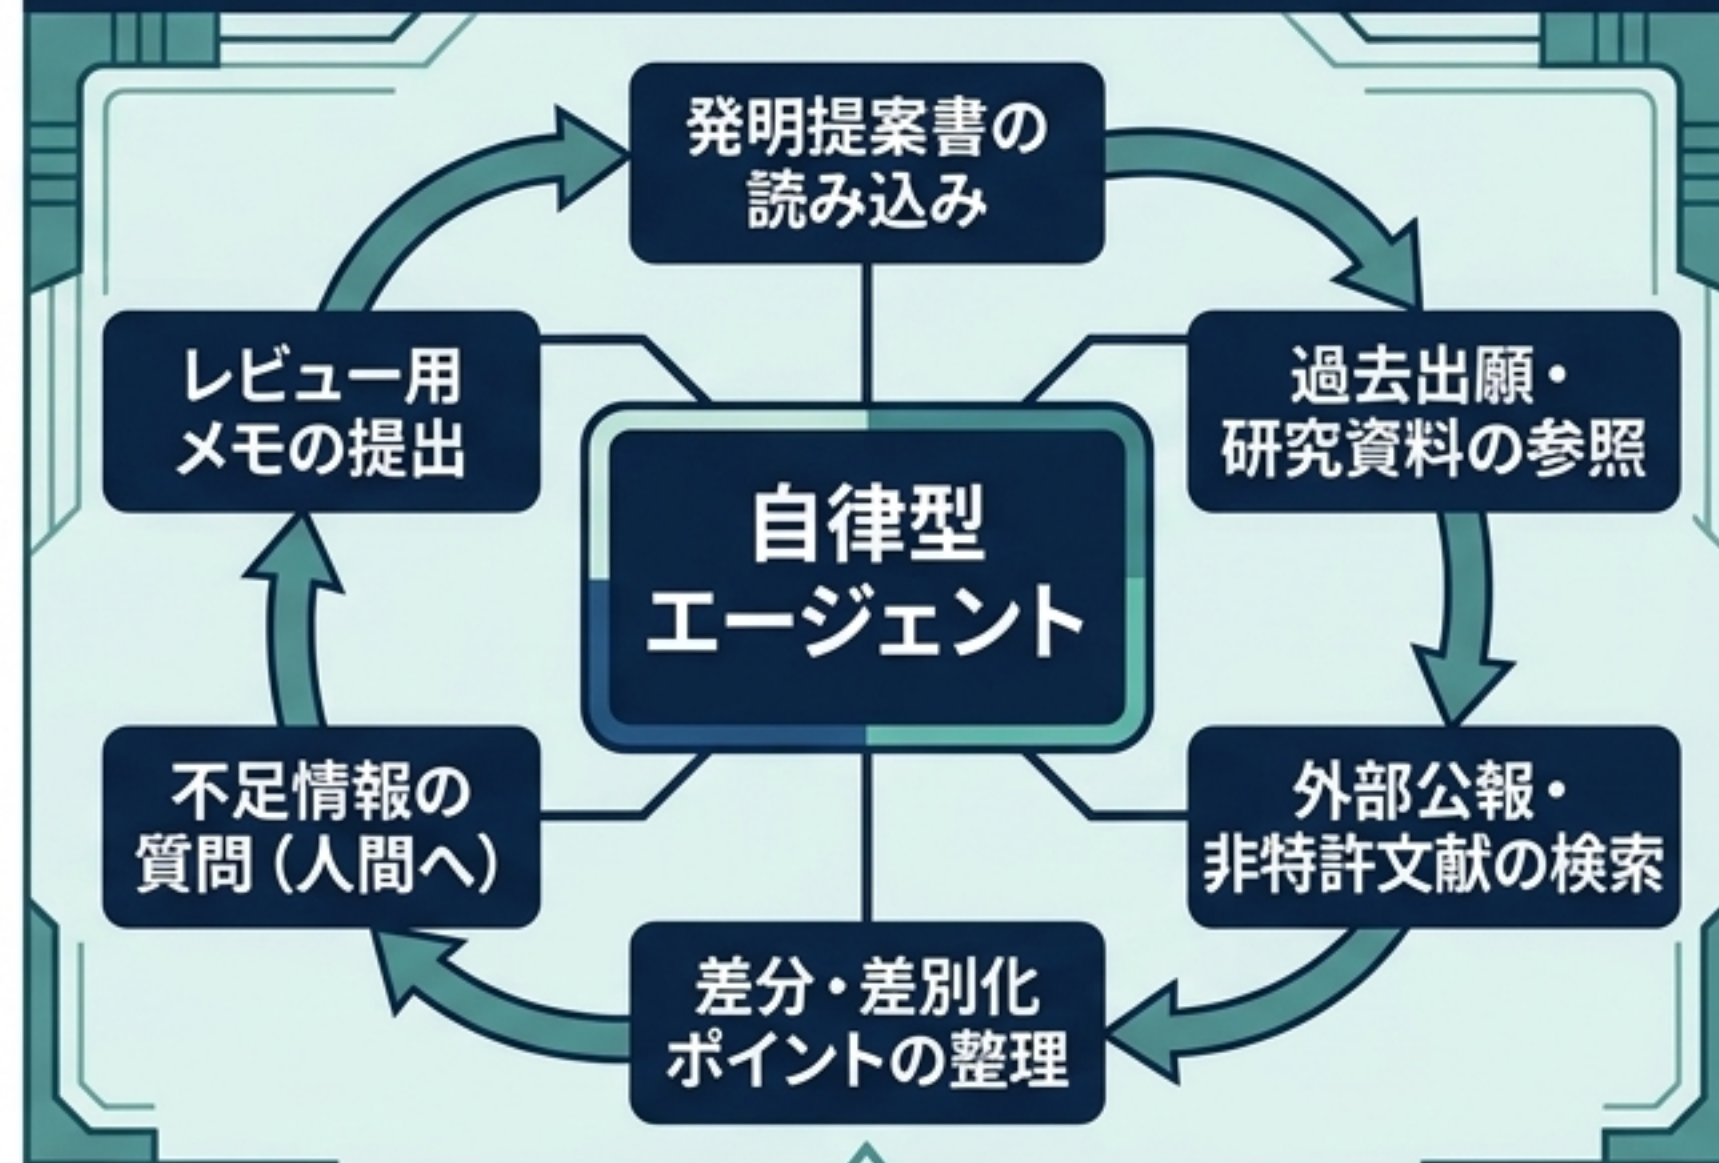 発明提案書の
読み込み
過去出願・
研究資料の参照
外部公報・
非特許文献の検索
差分・差別化
ポイントの整理
不足情報の
質問（人間へ）
レビュー用
メモの提出
自律型
エージェント